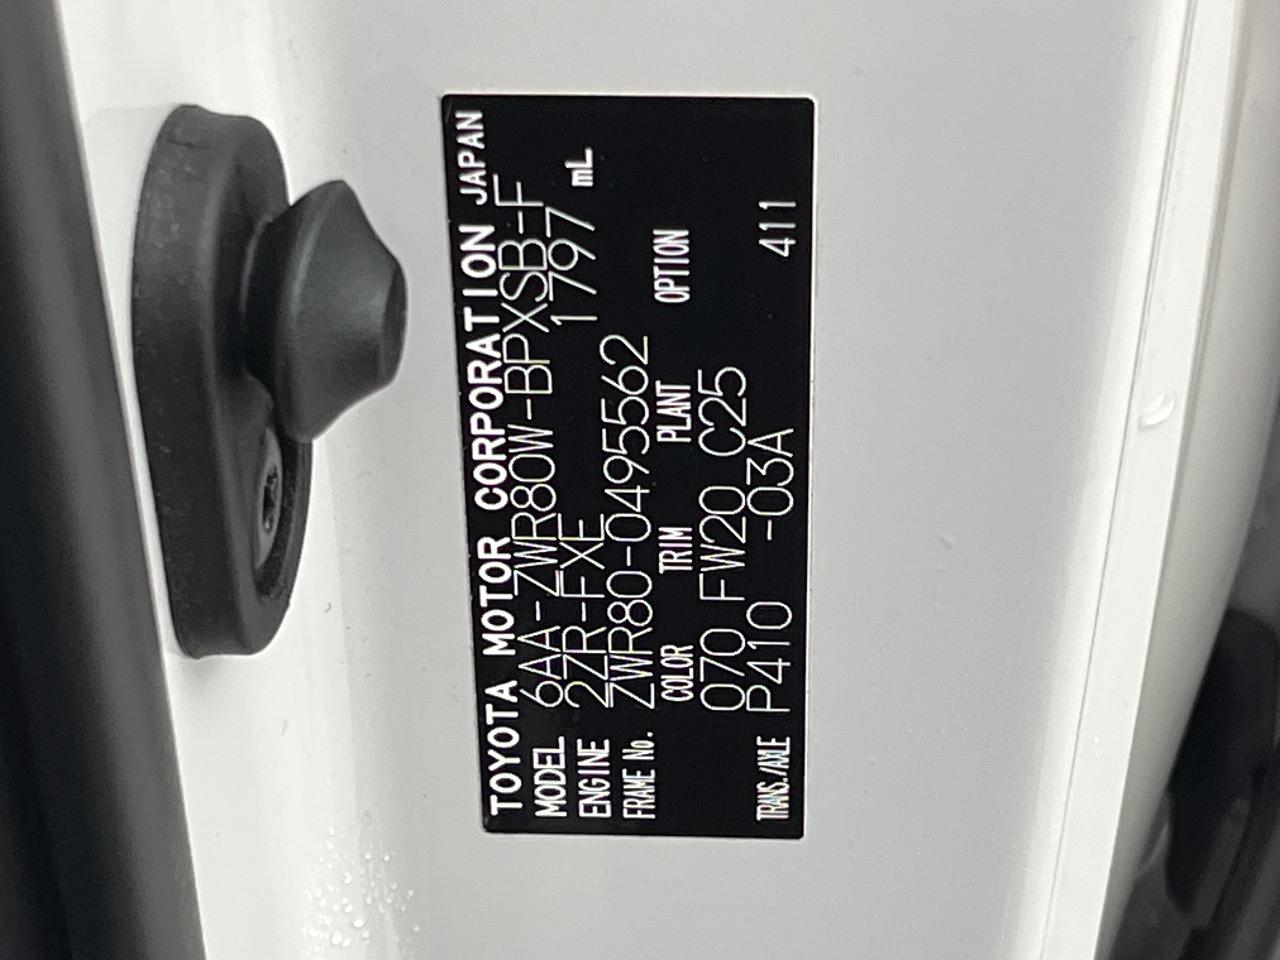 TOYOTA MOTOR CORPORATION JAPAN
MODEL 6AA-ZWR80W-BPXSB-F
ENGINE 2ZR-FXE 1797 mL
FRAME No. ZWR80-0495562
COLOR TRIM PLANT OPTION
070 FW20 C25
TRANS./AXLE P410 -03A 411